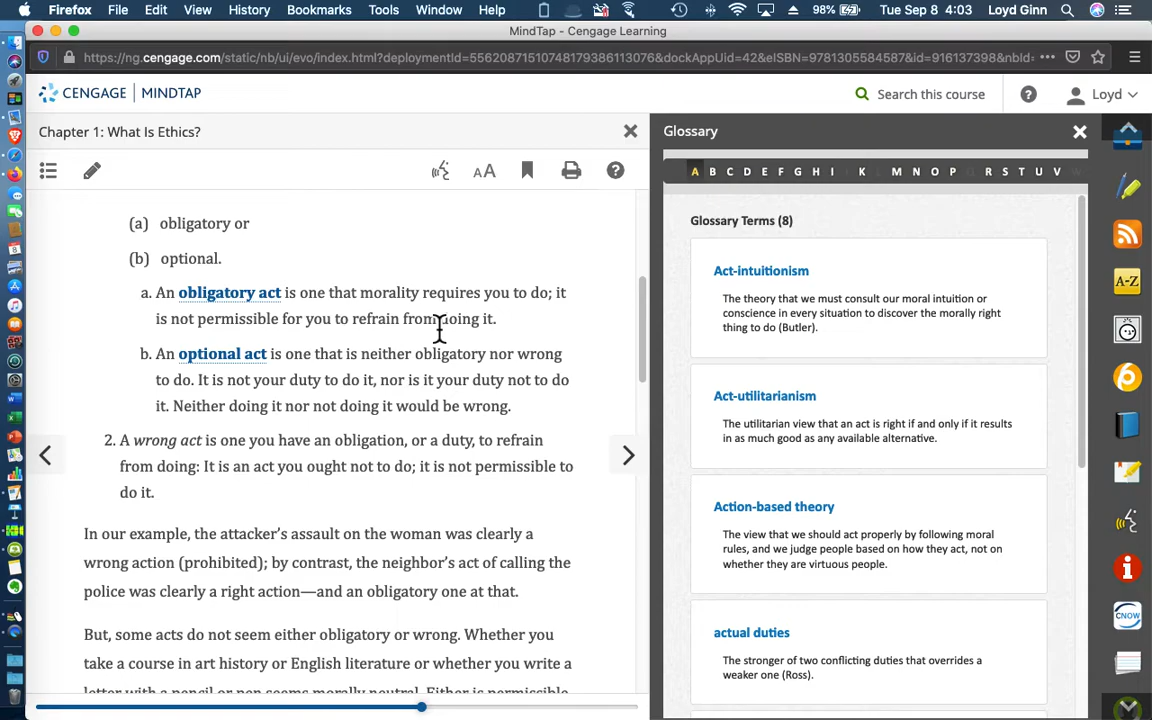 Firefox File Edit View History Bookmarks Tools Window Help 98% Tue Sep 8 4:03 Loyd Ginn
MindTap - Cengage Learning
https://ng.cengage.com/static/nb/ui/evo/index.html?deploymentId=55620871510748179386113076&dockAppUid=42&eISBN=9781305584587&id=916137398&nbId=
CENGAGE | MINDTAP
Search this course
Loyd
Chapter 1: What Is Ethics?
AA
(a) obligatory or
(b) optional.
a. An obligatory act is one that morality requires you to do; it
is not permissible for you to refrain from doing it.
b. An optional act is one that is neither obligatory nor wrong
to do. It is not your duty to do it, nor is it your duty not to do
it. Neither doing it nor not doing it would be wrong.
2. A wrong act is one you have an obligation, or a duty, to refrain
from doing: It is an act you ought not to do; it is not permissible to
do it.
In our example, the attacker's assault on the woman was clearly a
wrong action (prohibited); by contrast, the neighbor's act of calling the
police was clearly a right action—and an obligatory one at that.
But, some acts do not seem either obligatory or wrong. Whether you
take a course in art history or English literature or whether you write a
letter with a pencil or pen seems morally neutral. Either is permissible
Glossary
A B C D E F G H I K M N O P R S T U V W
Glossary Terms (8)
Act-intuitionism
The theory that we must consult our moral intuition or
conscience in every situation to discover the morally right
thing to do (Butler).
Act-utilitarianism
The utilitarian view that an act is right if and only if it results
in as much good as any available alternative.
Action-based theory
The view that we should act properly by following moral
rules, and we judge people based on how they act, not on
whether they are virtuous people.
actual duties
The stronger of two conflicting duties that overrides a
weaker one (Ross).
A-Z
CNOW